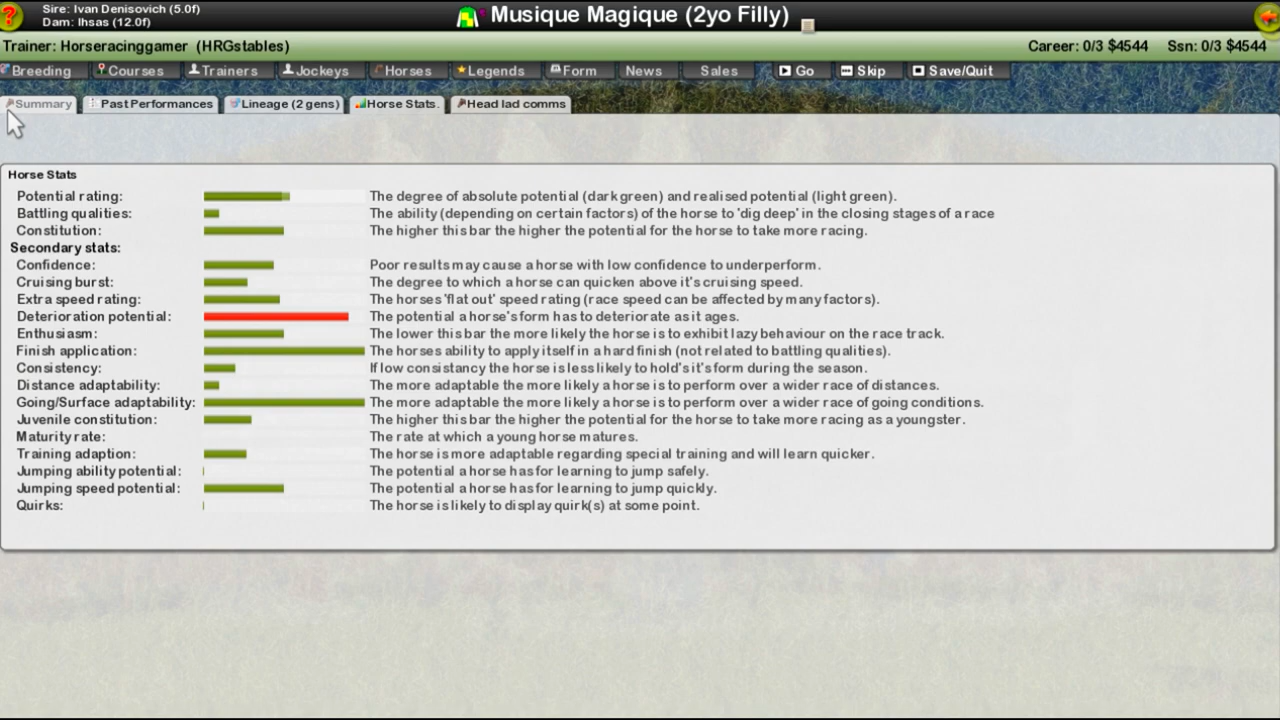 ?
Sire: Ivan Denisovich (5.0f)
Dam: Ihsas (12.0f)
Musique Magique (2yo Filly)
Trainer: Horseracinggamer (HRGstables)
Career: 0/3 $4544 Ssn: 0/3 $4544
Breeding Courses Trainers Jockeys Horses Legends Form News Sales Go Skip Save/Quit
Summary Past Performances Lineage (2 gens) Horse Stats. Head lad comms
Horse Stats
Potential rating: The degree of absolute potential (dark green) and realised potential (light green).
Battling qualities: The ability (depending on certain factors) of the horse to 'dig deep' in the closing stages of a race
Constitution: The higher this bar the higher the potential for the horse to take more racing.
Secondary stats:
Confidence: Poor results may cause a horse with low confidence to underperform.
Cruising burst: The degree to which a horse can quicken above it's cruising speed.
Extra speed rating: The horses 'flat out' speed rating (race speed can be affected by many factors).
Deterioration potential: The potential a horse's form has to deteriorate as it ages.
Enthusiasm: The lower this bar the more likely the horse is to exhibit lazy behaviour on the race track.
Finish application: The horses ability to apply itself in a hard finish (not related to battling qualities).
Consistency: If low consistancy the horse is less likely to hold's it's form during the season.
Distance adaptability: The more adaptable the more likely a horse is to perform over a wider race of distances.
Going/Surface adaptability: The more adaptable the more likely a horse is to perform over a wider race of going conditions.
Juvenile constitution: The higher this bar the higher the potential for the horse to take more racing as a youngster.
Maturity rate: The rate at which a young horse matures.
Training adaption: The horse is more adaptable regarding special training and will learn quicker.
Jumping ability potential: The potential a horse has for learning to jump safely.
Jumping speed potential: The potential a horse has for learning to jump quickly.
Quirks: The horse is likely to display quirk(s) at some point.